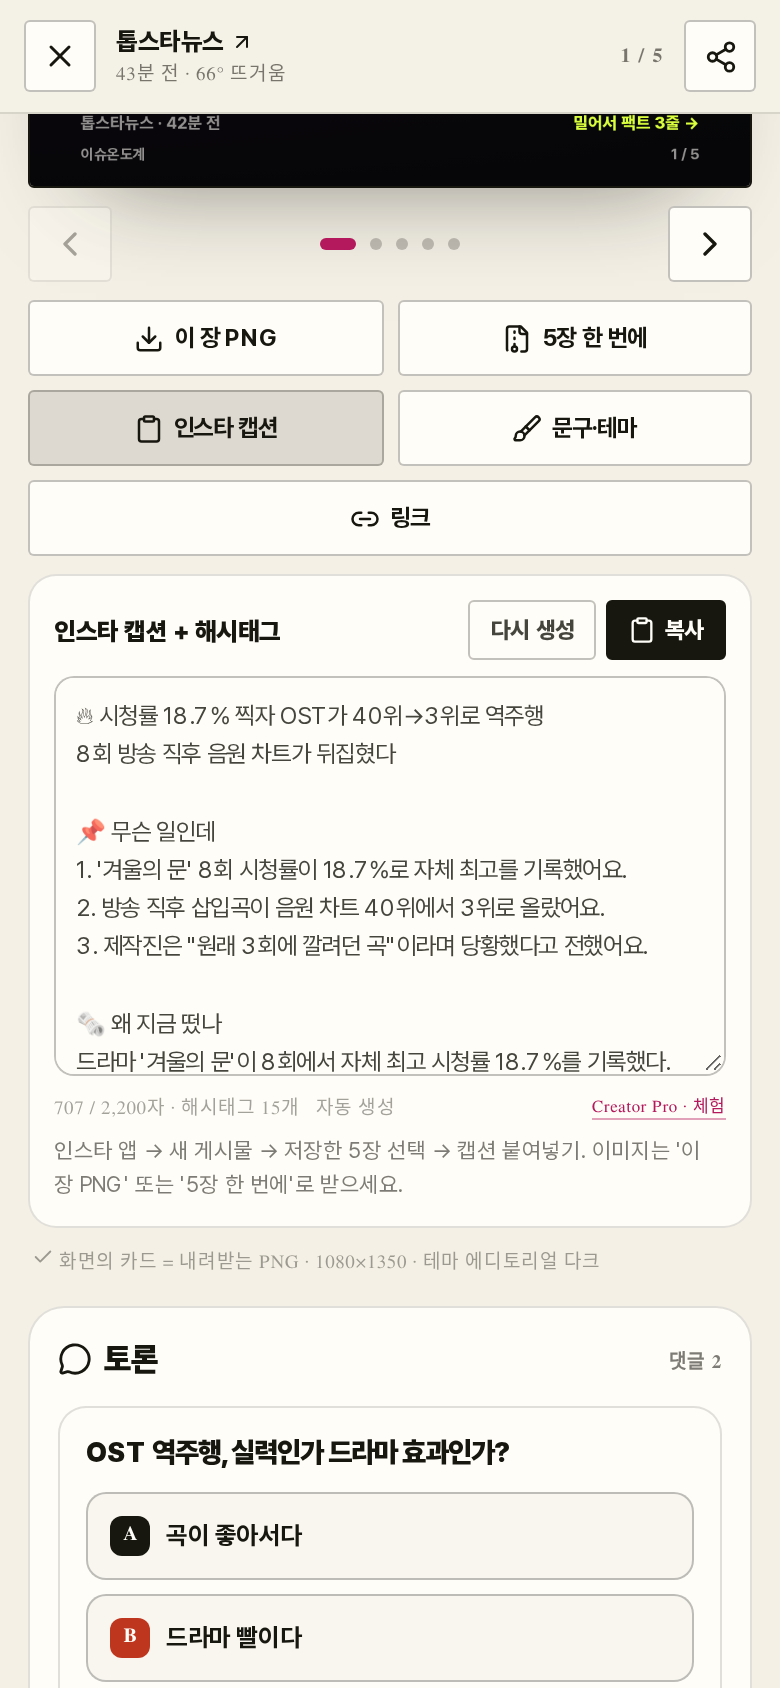 톱스타뉴스
43분 전 · 66° 뜨거움
1 / 5
톱스타뉴스 · 42분 전
밀어서 팩트 3줄 →
이슈온도계
1 / 5
이 장 PNG
5장 한 번에
인스타 캡션
문구·테마
링크
인스타 캡션 + 해시태그
다시 생성
복사
🔥 시청률 18.7% 찍자 OST가 40위→3위로 역주행
8회 방송 직후 음원 차트가 뒤집혔다
📌 무슨 일인데
1. '겨울의 문' 8회 시청률이 18.7%로 자체 최고를 기록했어요.
2. 방송 직후 삽입곡이 음원 차트 40위에서 3위로 올랐어요.
3. 제작진은 "원래 3회에 깔려던 곡"이라며 당황했다고 전했어요.
🗞️ 왜 지금 떴나
드라마 '겨울의 문'이 8회에서 자체 최고 시청률 18.7%를 기록했다.
707 / 2,200자 · 해시태그 15개 자동 생성
Creator Pro · 체험
인스타 앱 → 새 게시물 → 저장한 5장 선택 → 캡션 붙여넣기. 이미지는 '이
장 PNG' 또는 '5장 한 번에'로 받으세요.
화면의 카드 = 내려받는 PNG · 1080×1350 · 테마 에디토리얼 다크
토론
댓글 2
OST 역주행, 실력인가 드라마 효과인가?
A 곡이 좋아서다
B 드라마 빨이다